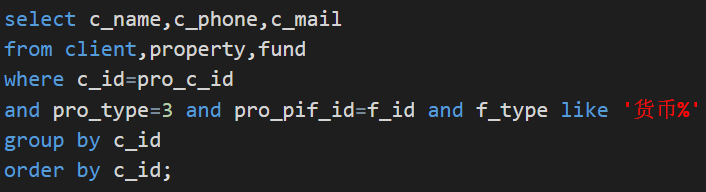 select c_name,c_phone,c_mail
from client,property,fund
where c_id=pro_c_id
and pro_type=3 and pro_pif_id=f_id and f_type like '货币%'
group by c_id
order by c_id;